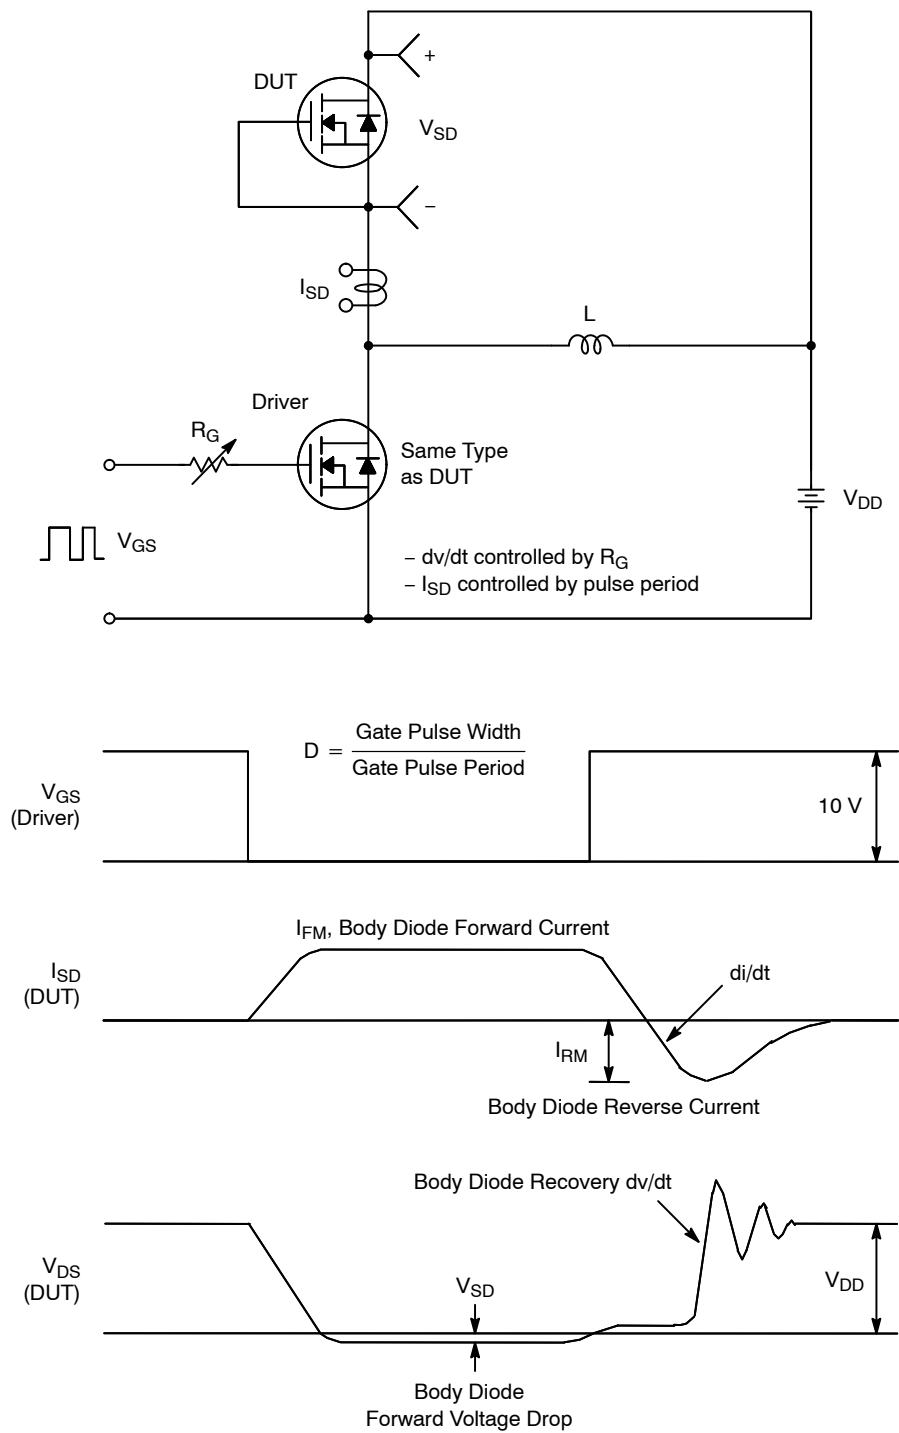 DUT
+
V_SD
−
I_SD
L
Driver
R_G
Same Type
as DUT
V_DD
V_GS
− dv/dt controlled by R_G
− I_SD controlled by pulse period
D = Gate Pulse Width
Gate Pulse Period
V_GS
(Driver)
10 V
I_FM, Body Diode Forward Current
I_SD
(DUT)
di/dt
I_RM
Body Diode Reverse Current
Body Diode Recovery dv/dt
V_DS
(DUT)
V_SD
V_DD
Body Diode
Forward Voltage Drop